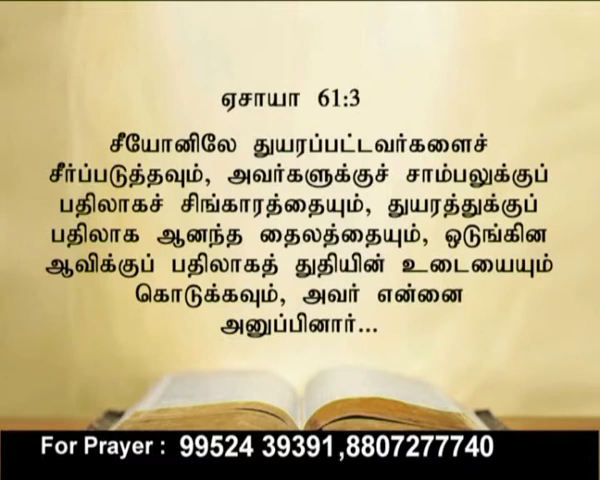 ஏசாயா 61:3
சீயோனிலே துயரப்பட்டவர்களைச்
சீர்ப்படுத்தவும், அவர்களுக்குச் சாம்பலுக்குப்
பதிலாகச் சிங்காரத்தையும், துயரத்துக்குப்
பதிலாக ஆனந்த தைலத்தையும், ஒடுங்கின
ஆவிக்குப் பதிலாகத் துதியின் உடையையும்
கொடுக்கவும், அவர் என்னை
அனுப்பினார்...
For Prayer : 99524 39391,8807277740